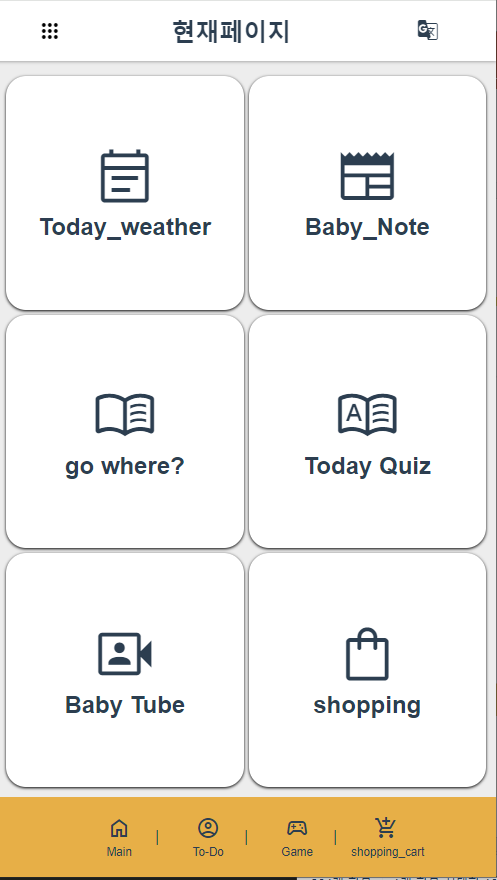 현재페이지
Today_weather
Baby_Note
go where?
Today Quiz
Baby Tube
shopping
Main
To-Do
Game
shopping_cart